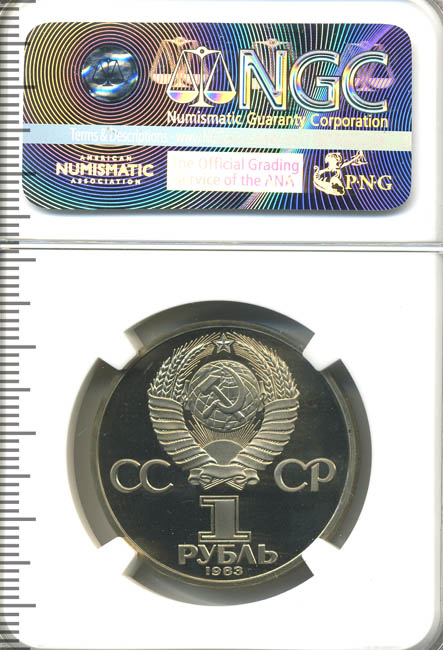 NGC
Numismatic Guaranty Corporation
Terms & Descriptions - www.
AMERICAN
NUMISMATIC
ASSOCIATION
The Official Grading
Service of the ANA
PNG
СС СР
1
РУБЛЬ
1983